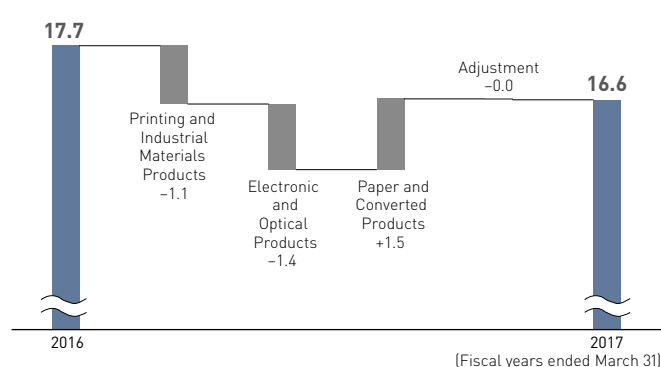 17.7
Printing and
Industrial
Materials
Products
−1.1
Electronic
and
Optical
Products
−1.4
Paper and
Converted
Products
+1.5
Adjustment
−0.0
16.6
2016
2017
(Fiscal years ended March 31)